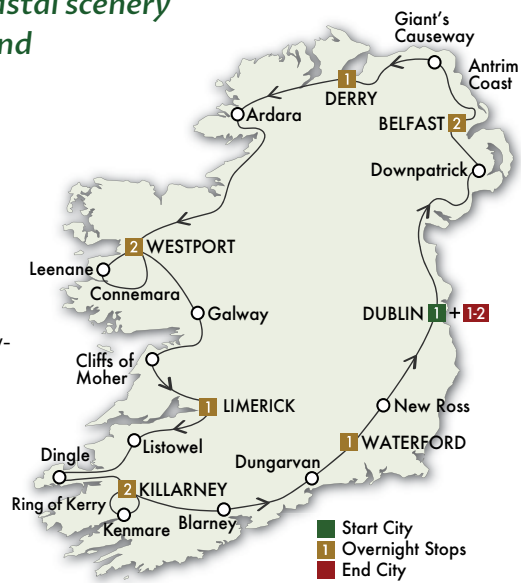 astal scenery
nd
Giant's
Causeway
Antrim
Coast
1
DERRY
Ardara
BELFAST 2
Downpatrick
2 WESTPORT
Leenane
Connemara
Galway
DUBLIN 1 + 1-2
y-
Cliffs of
Moher
1 LIMERICK
New Ross
Listowel
1 WATERFORD
Dingle
Dungarvan
2 KILLARNEY
Ring of Kerry
Blarney
Kenmare
Start City
1 Overnight Stops
End City